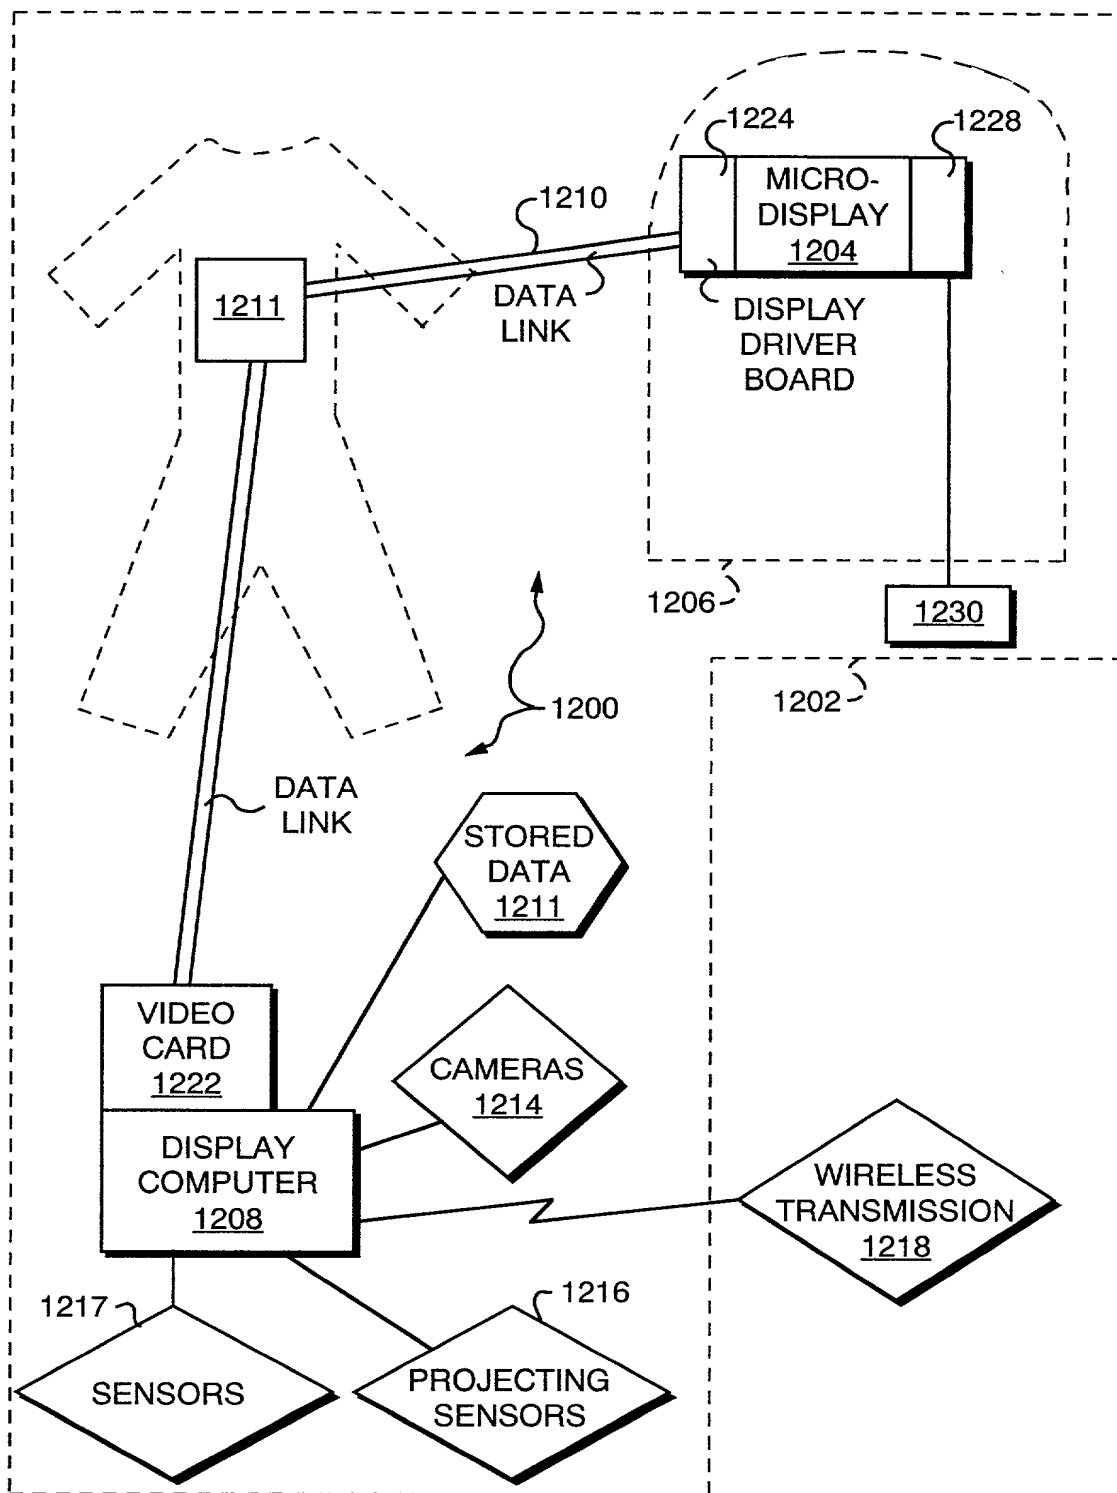 1224
1228
MICRO-
DISPLAY
1204
1210
1211
DATA
LINK
DISPLAY
DRIVER
BOARD
1206
1230
1202
1200
DATA
LINK
STORED
DATA
1211
VIDEO
CARD
1222
CAMERAS
1214
DISPLAY
COMPUTER
1208
WIRELESS
TRANSMISSION
1218
1217
1216
SENSORS
PROJECTING
SENSORS